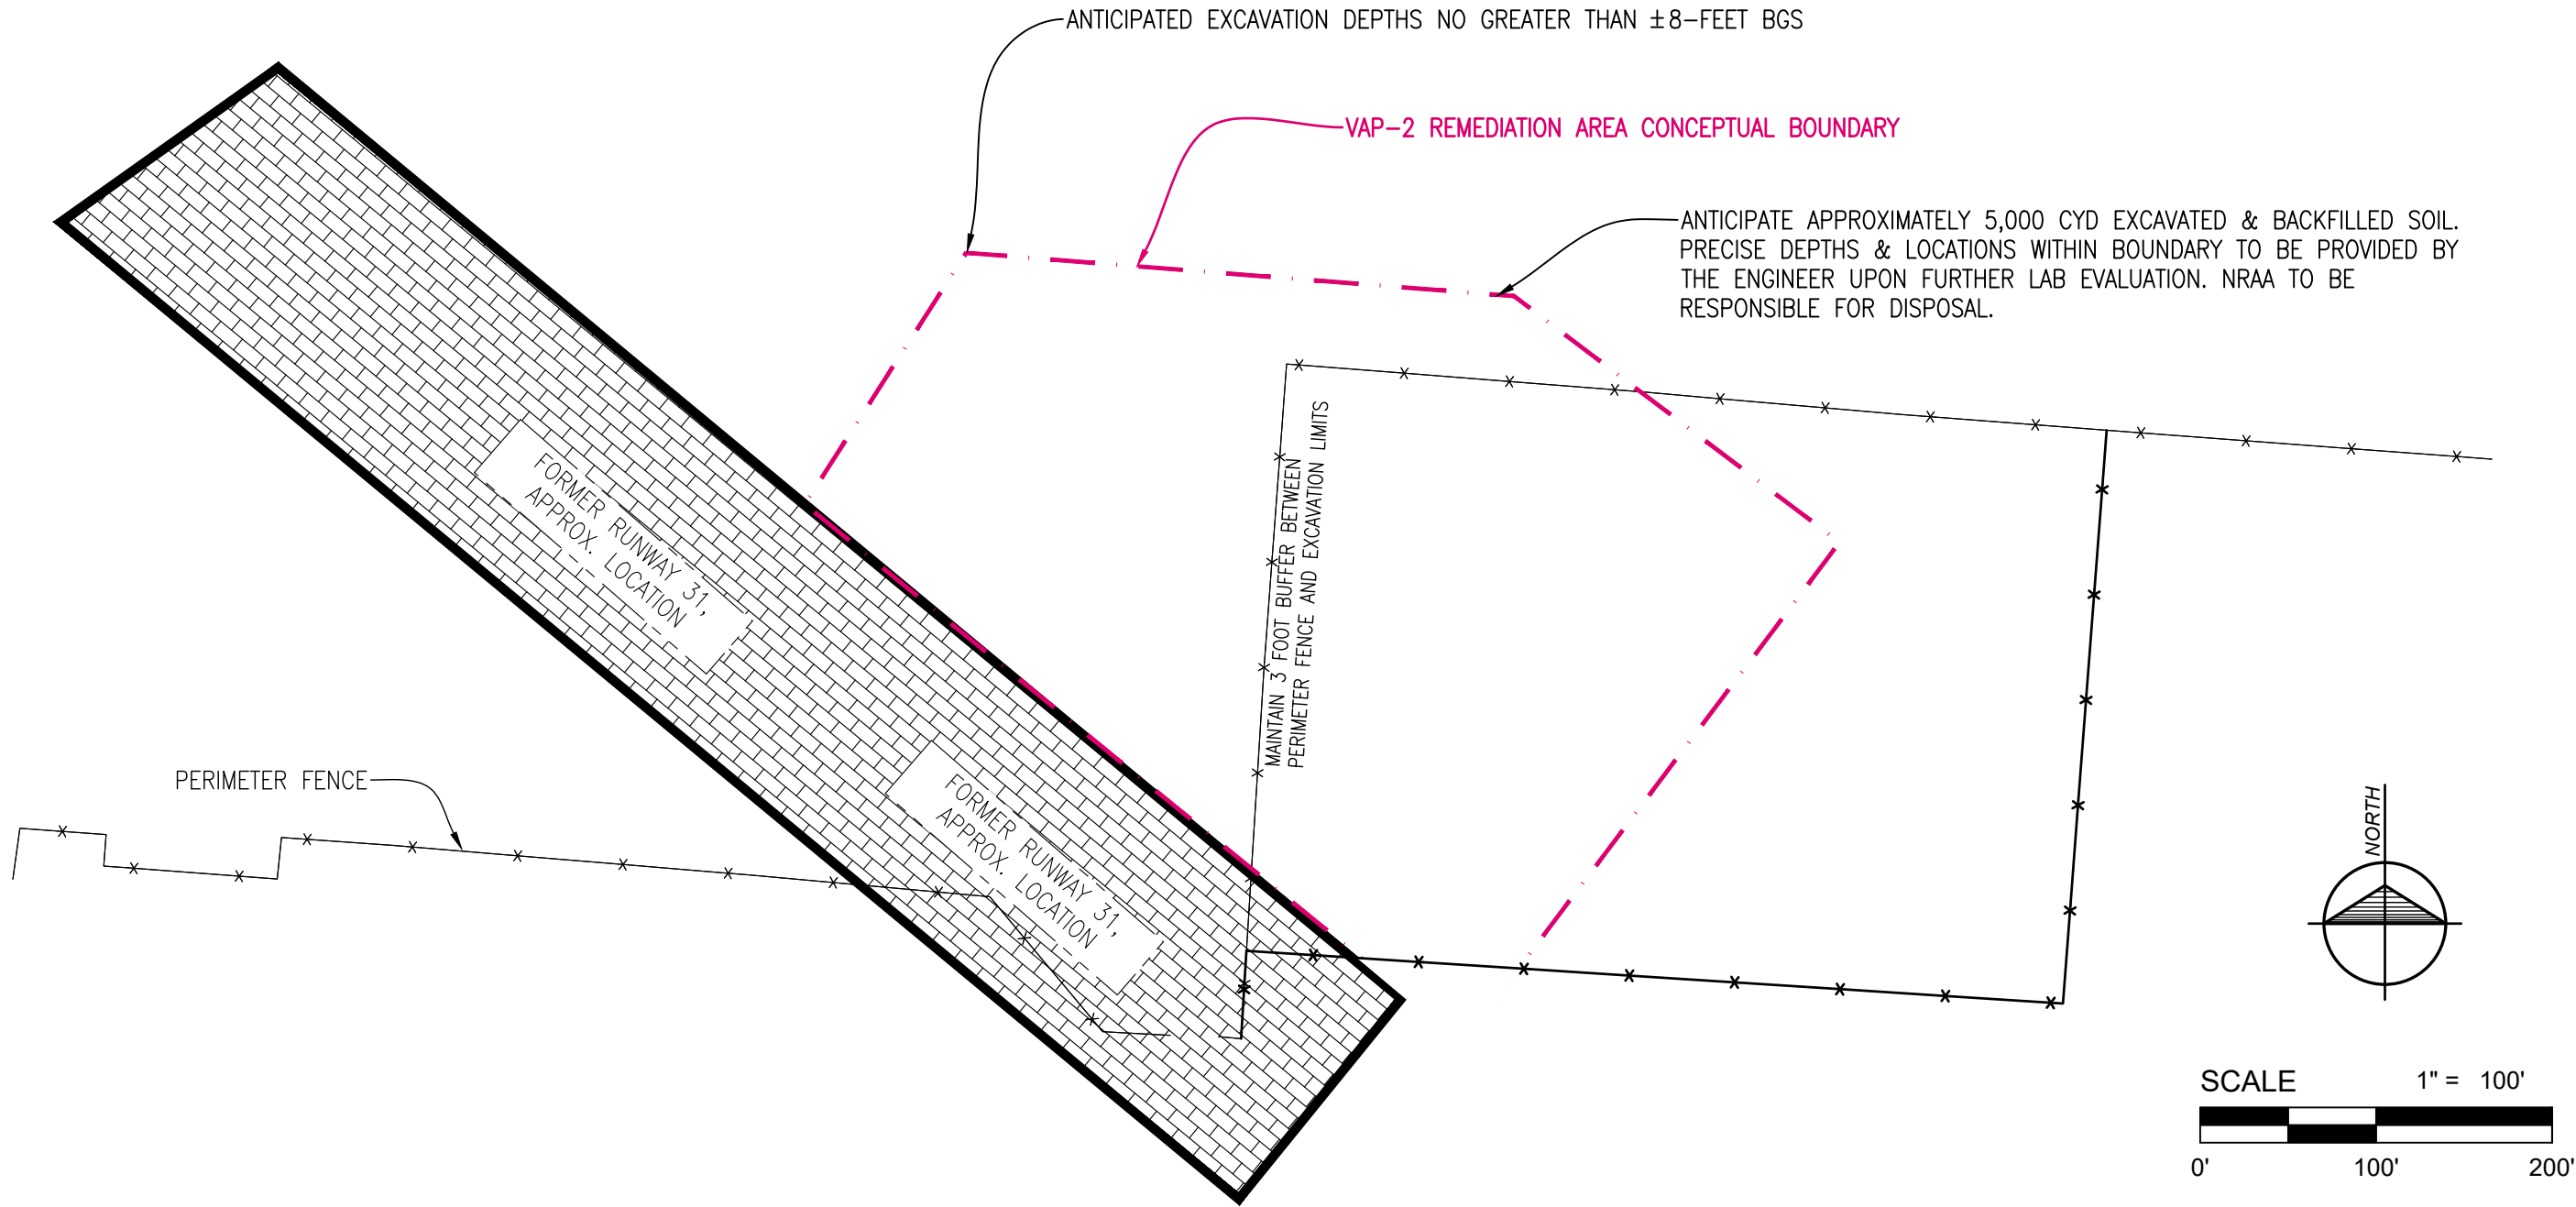 ANTICIPATED EXCAVATION DEPTHS NO GREATER THAN ±8-FEET BGS
VAP-2 REMEDIATION AREA CONCEPTUAL BOUNDARY
ANTICIPATE APPROXIMATELY 5,000 CYD EXCAVATED & BACKFILLED SOIL.
PRECISE DEPTHS & LOCATIONS WITHIN BOUNDARY TO BE PROVIDED BY
THE ENGINEER UPON FURTHER LAB EVALUATION. NRAA TO BE
RESPONSIBLE FOR DISPOSAL.
FORMER RUNWAY 31,
APPROX. LOCATION
MAINTAIN 3 FOOT BUFFER BETWEEN
PERIMETER FENCE AND EXCAVATION LIMITS
PERIMETER FENCE
FORMER RUNWAY 31,
APPROX. LOCATION
NORTH
SCALE 1" = 100'
0' 100' 200'